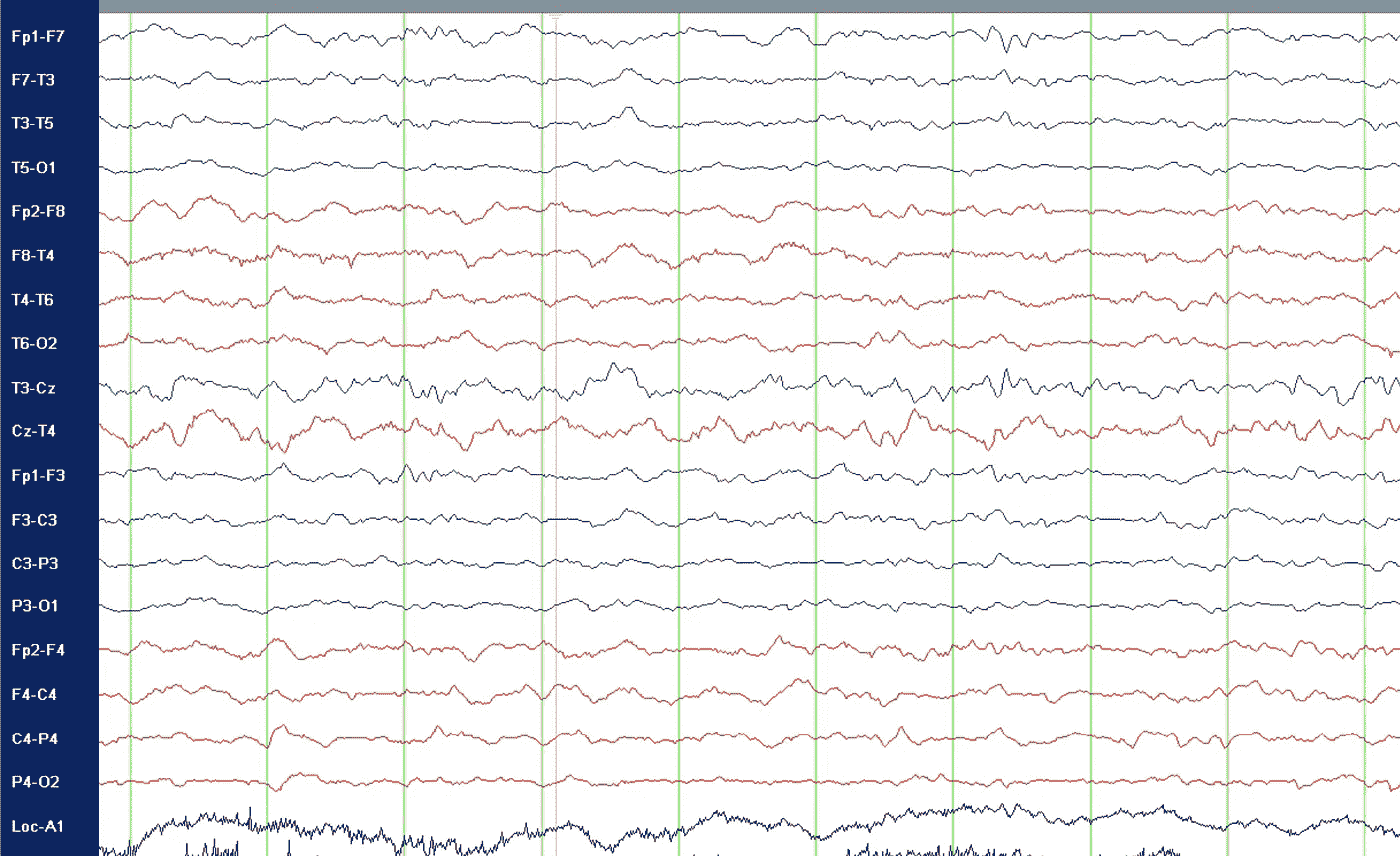 Fp1-F7
F7-T3
T3-T5
T5-O1
Fp2-F8
F8-T4
T4-T6
T6-O2
T3-Cz
Cz-T4
Fp1-F3
F3-C3
C3-P3
P3-O1
Fp2-F4
F4-C4
C4-P4
P4-O2
Loc-A1